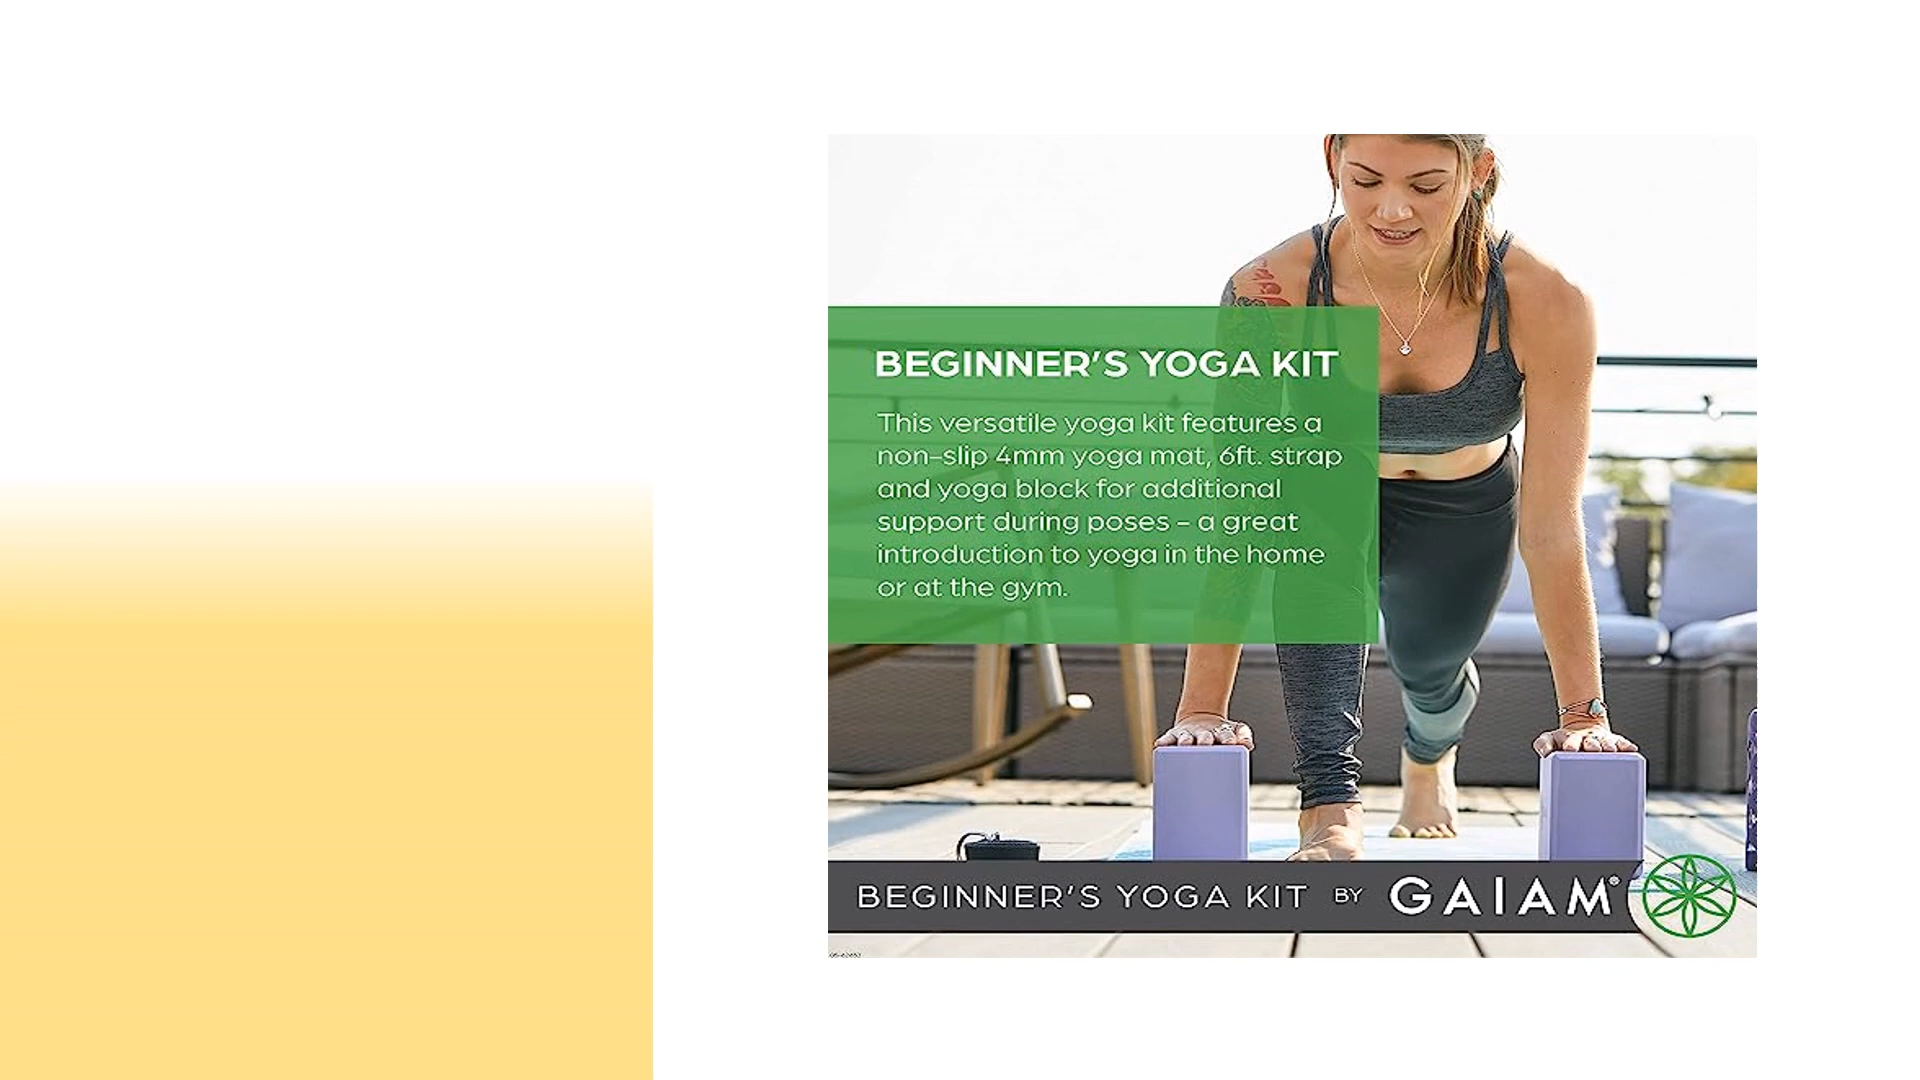 BEGINNER'S YOGA KIT
This versatile yoga kit features a
non-slip 4mm yoga mat, 6ft. strap
and yoga block for additional
support during poses – a great
introduction to yoga in the home
or at the gym.
BEGINNER'S YOGA KIT BY GAIAM®